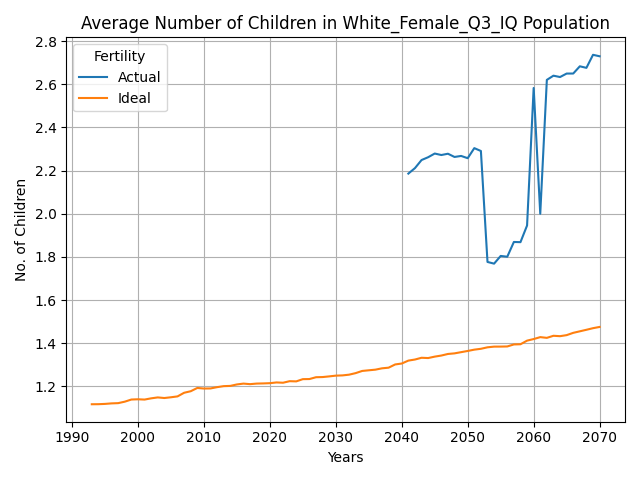 Average Number of Children in White_Female_Q3_IQ Population
Fertility
Actual
Ideal
No. of Children
2.8
2.6
2.4
2.2
2.0
1.8
1.6
1.4
1.2
1990 2000 2010 2020 2030 2040 2050 2060 2070
Years